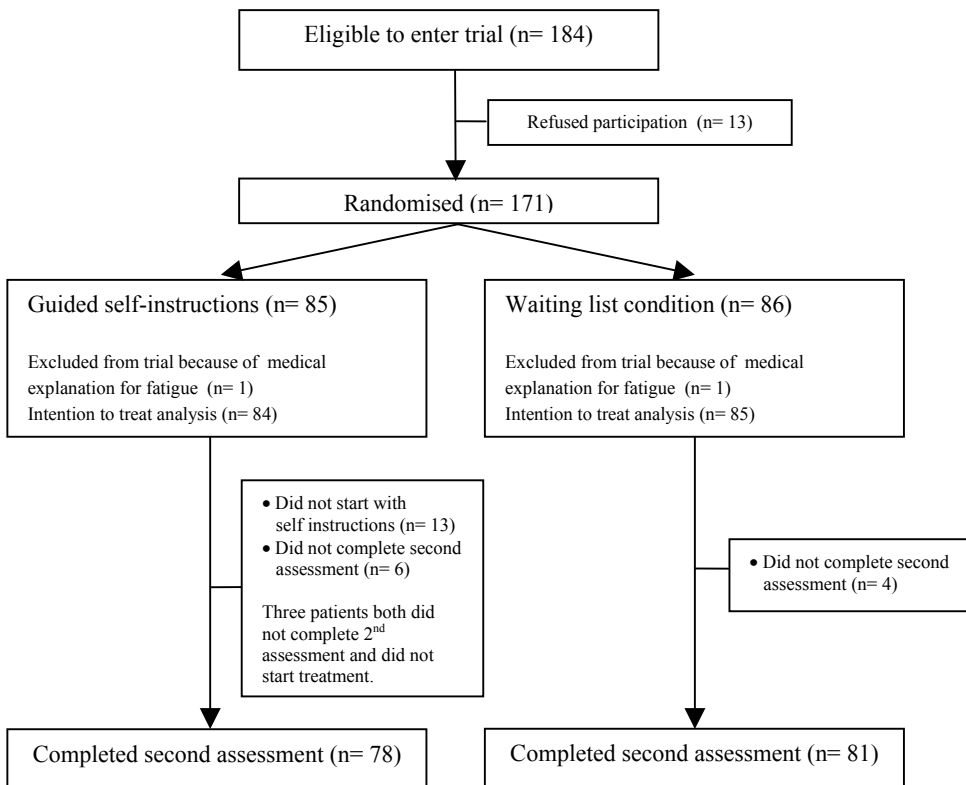 Eligible to enter trial (n= 184)
Refused participation (n= 13)
Randomised (n= 171)
Guided self-instructions (n= 85)
Excluded from trial because of medical
explanation for fatigue (n= 1)
Intention to treat analysis (n= 84)
Waiting list condition (n= 86)
Excluded from trial because of medical
explanation for fatigue (n= 1)
Intention to treat analysis (n= 85)
• Did not start with
self instructions (n= 13)
• Did not complete second
assessment (n= 6)
Three patients both did
not complete 2nd
assessment and did not
start treatment.
• Did not complete second
assessment (n= 4)
Completed second assessment (n= 78)
Completed second assessment (n= 81)